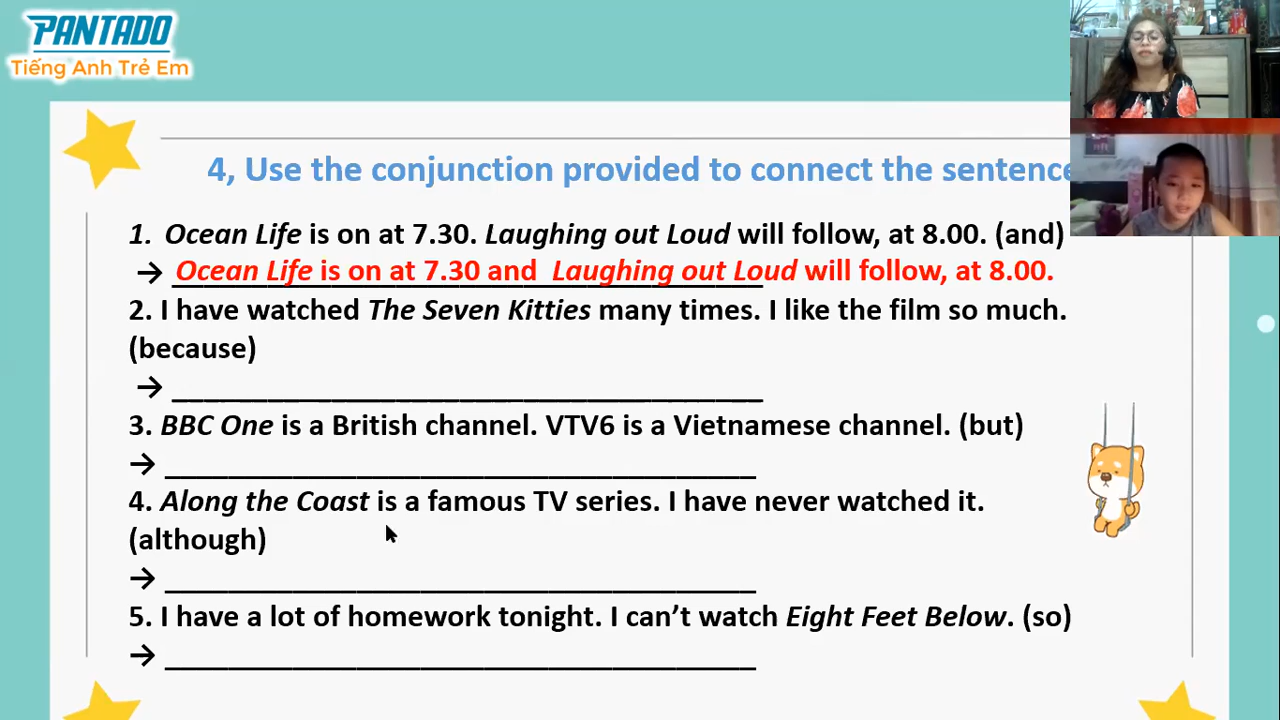 PANTADO
Tiếng Anh Trẻ Em
4, Use the conjunction provided to connect the sentence
1. Ocean Life is on at 7.30. Laughing out Loud will follow, at 8.00. (and)
→ Ocean Life is on at 7.30 and Laughing out Loud will follow, at 8.00.
2. I have watched The Seven Kitties many times. I like the film so much.
(because)
→ ____________________________________
3. BBC One is a British channel. VTV6 is a Vietnamese channel. (but)
→ ____________________________________
4. Along the Coast is a famous TV series. I have never watched it.
(although)
→ ____________________________________
5. I have a lot of homework tonight. I can’t watch Eight Feet Below. (so)
→ ____________________________________